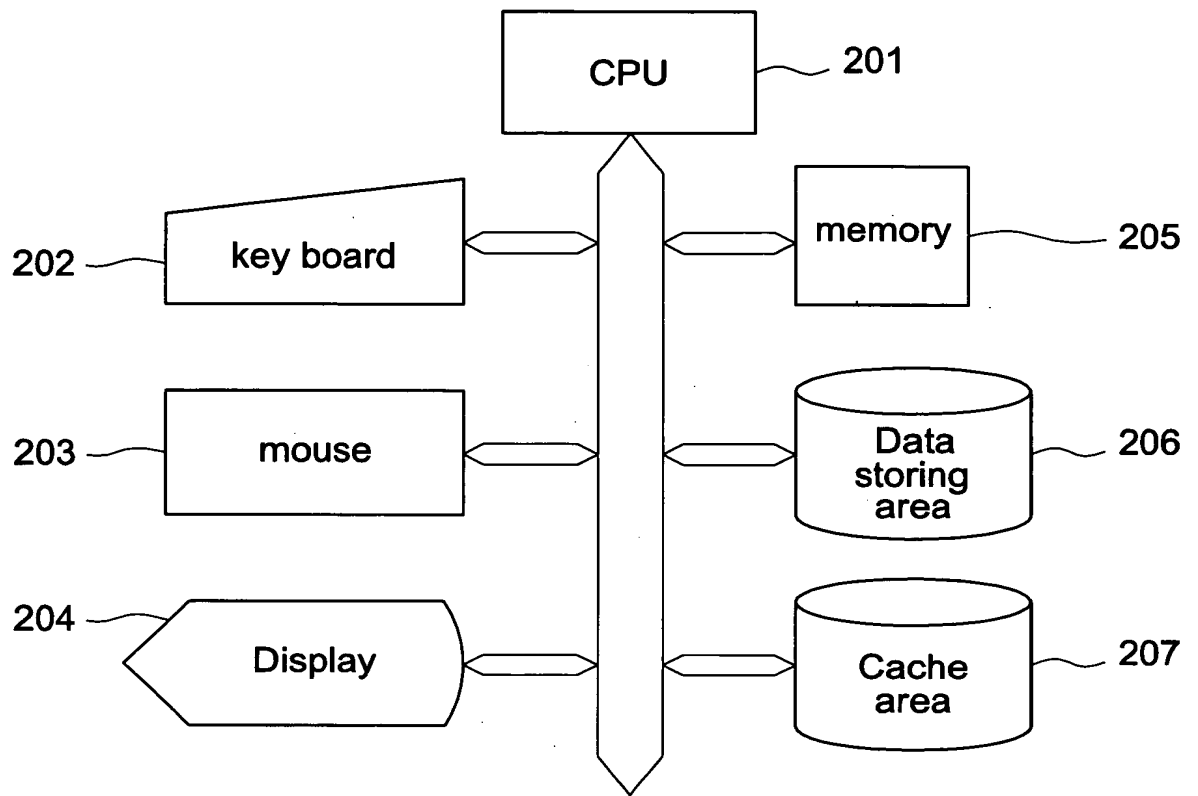 CPU
201
key board
202
memory
205
mouse
203
Data
storing
area
206
204
Display
Cache
area
207